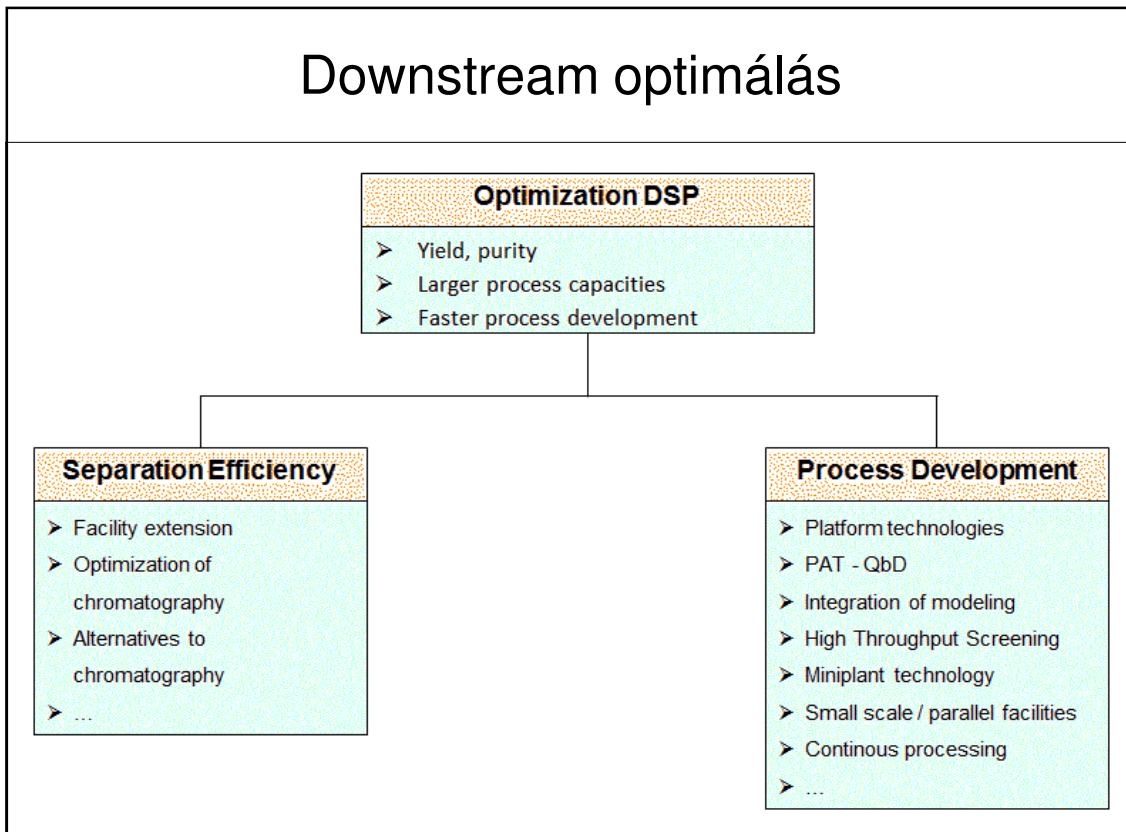 Downstream optimálás
Optimization DSP
➢ Yield, purity
➢ Larger process capacities
➢ Faster process development
Separation Efficiency
➢ Facility extension
➢ Optimization of
chromatography
➢ Alternatives to
chromatography
➢ ...
Process Development
➢ Platform technologies
➢ PAT - QbD
➢ Integration of modeling
➢ High Throughput Screening
➢ Miniplant technology
➢ Small scale / parallel facilities
➢ Continous processing
➢ ...